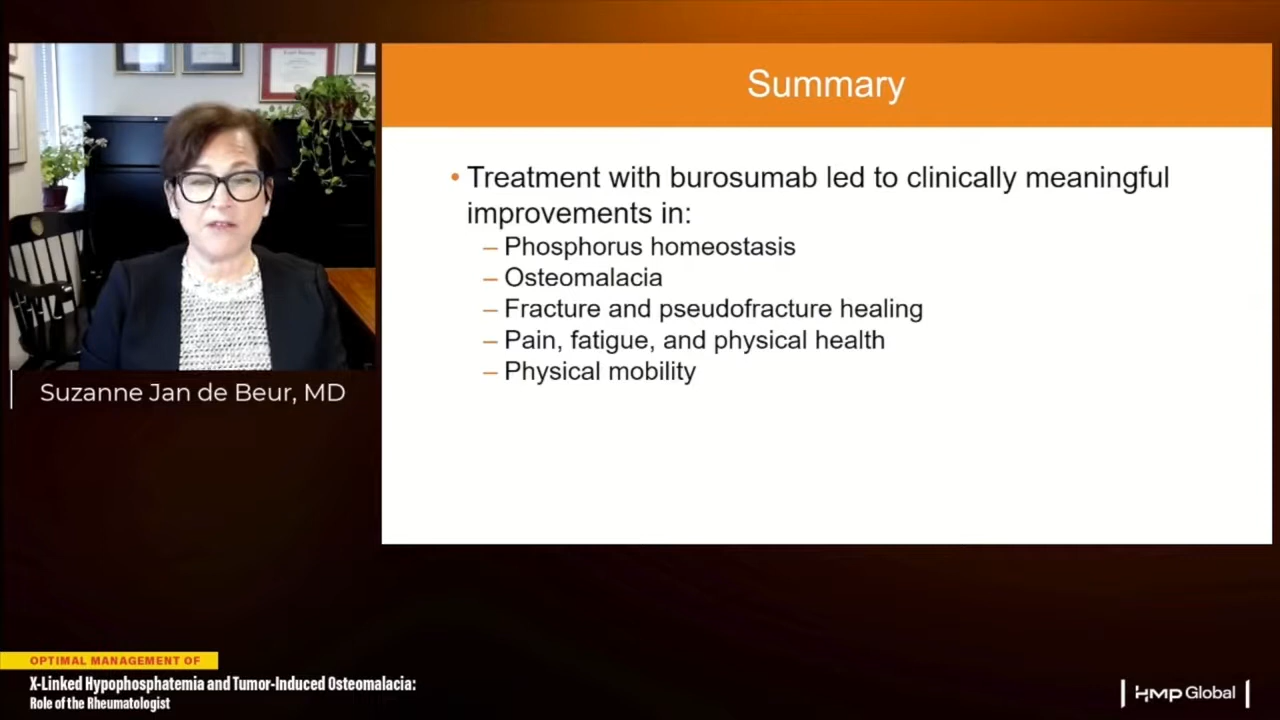 Summary
• Treatment with burosumab led to clinically meaningful
improvements in:
– Phosphorus homeostasis
– Osteomalacia
– Fracture and pseudofracture healing
– Pain, fatigue, and physical health
– Physical mobility
Suzanne Jan de Beur, MD
OPTIMAL MANAGEMENT OF
X-Linked Hypophosphatemia and Tumor-Induced Osteomalacia:
Role of the Rheumatologist
HMP Global